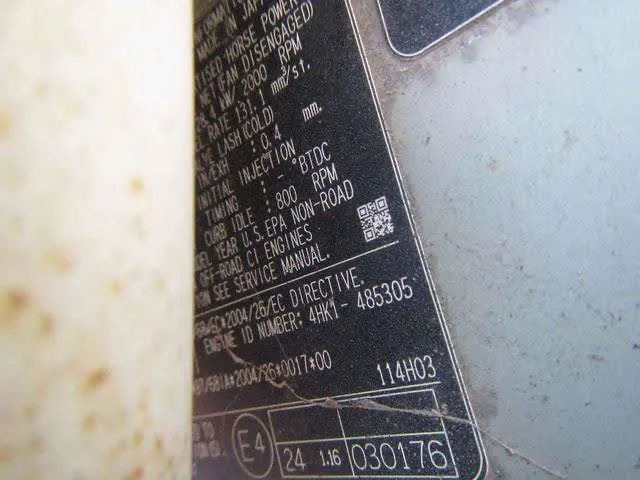 MADE IN JAPAN
HORSE POWER
NET (FAN DISENGAGED)
kW/ 2000 RPM
RATE 131.1 mm³/st.
LASH(COLD)
IN/EXH : 0.4 mm.
INITIAL INJECTION
TIMING : - °BTDC
CURB IDLE : 800 RPM
YEAR U.S.EPA NON-ROAD
OFF-ROAD CI ENGINES
SEE SERVICE MANUAL.
2004/26/EC DIRECTIVE.
ENGINE ID NUMBER: 4HK1- 485305
*2004/26*0017*00
114H03
TO
E4
24 1.16 030176